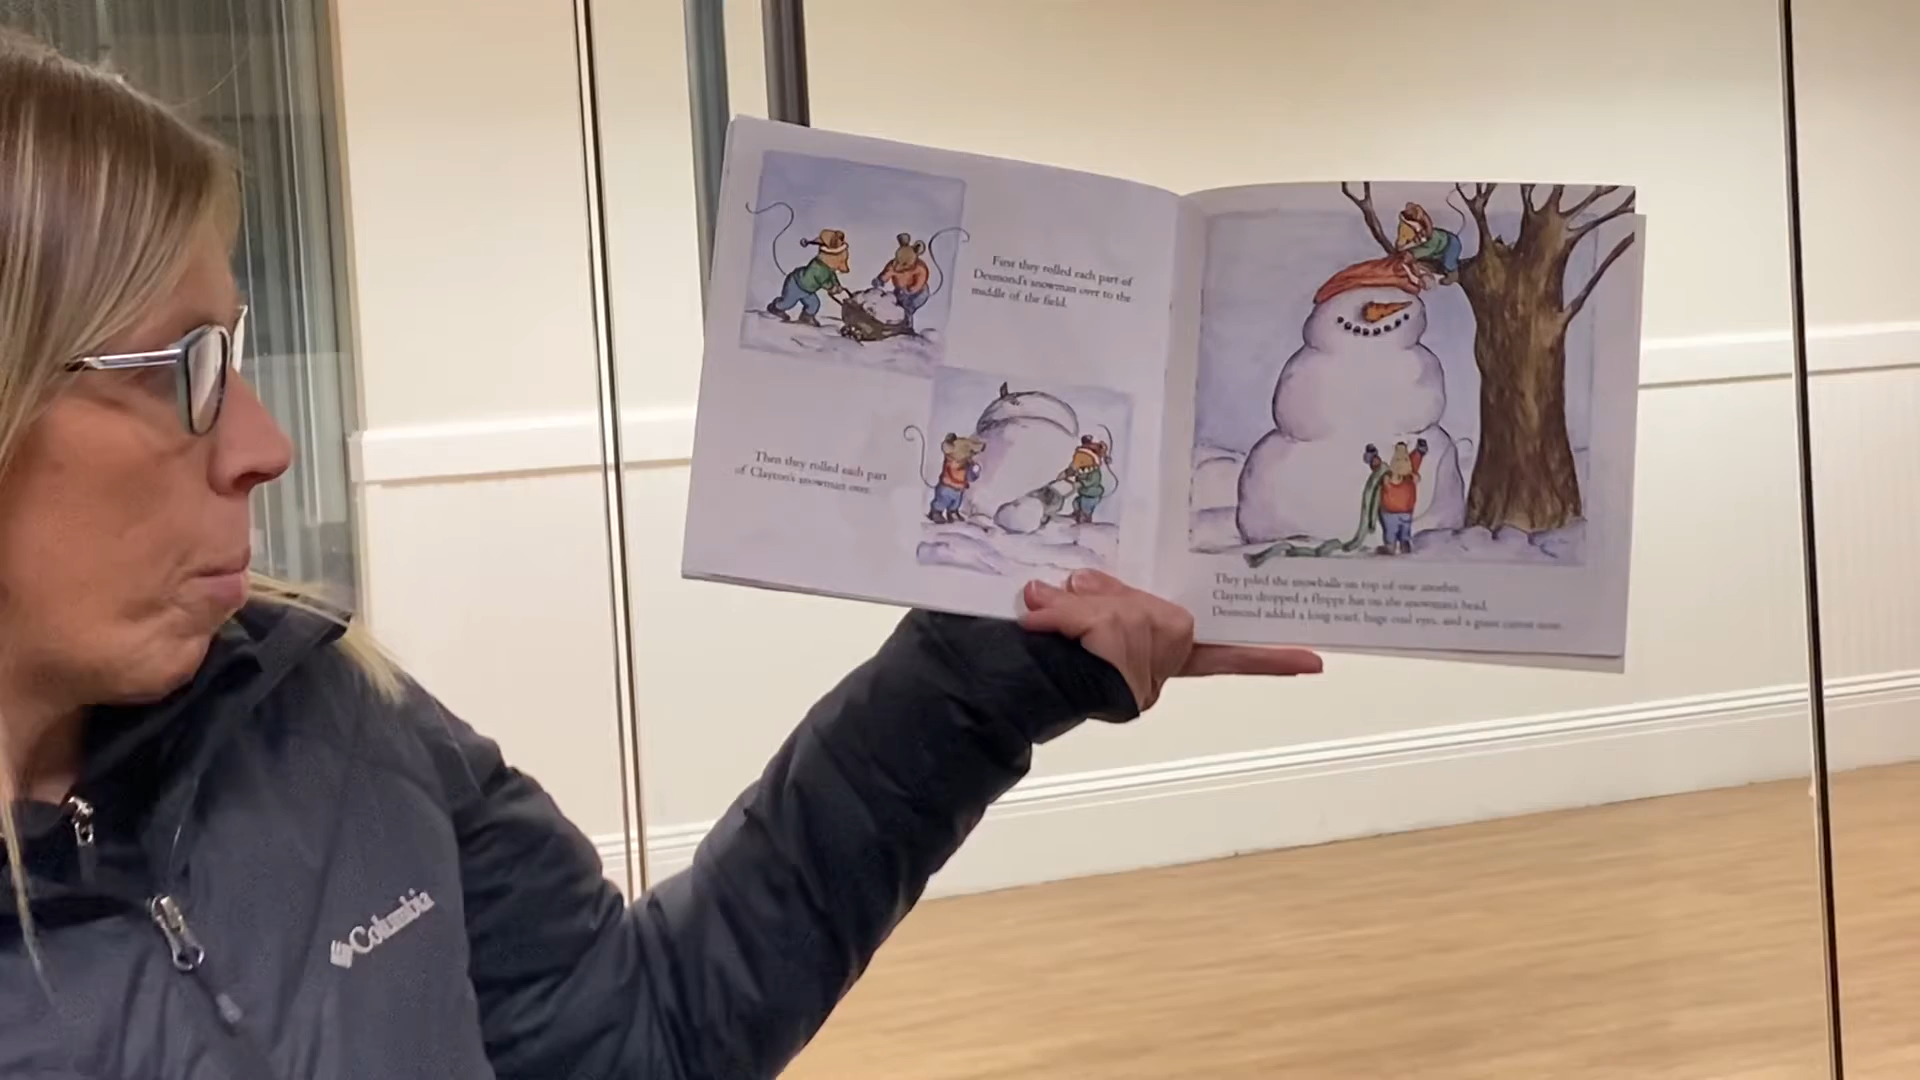 First they rolled each part of
Desmond's snowman over to the
middle of the field.
Then they rolled each part
of Clayton's snowman over.
They piled the snowballs on top of one another.
Clayton dropped a floppy hat on the snowman's head.
Desmond added a long scarf, huge coal eyes, and a giant carrot nose.
Columbia